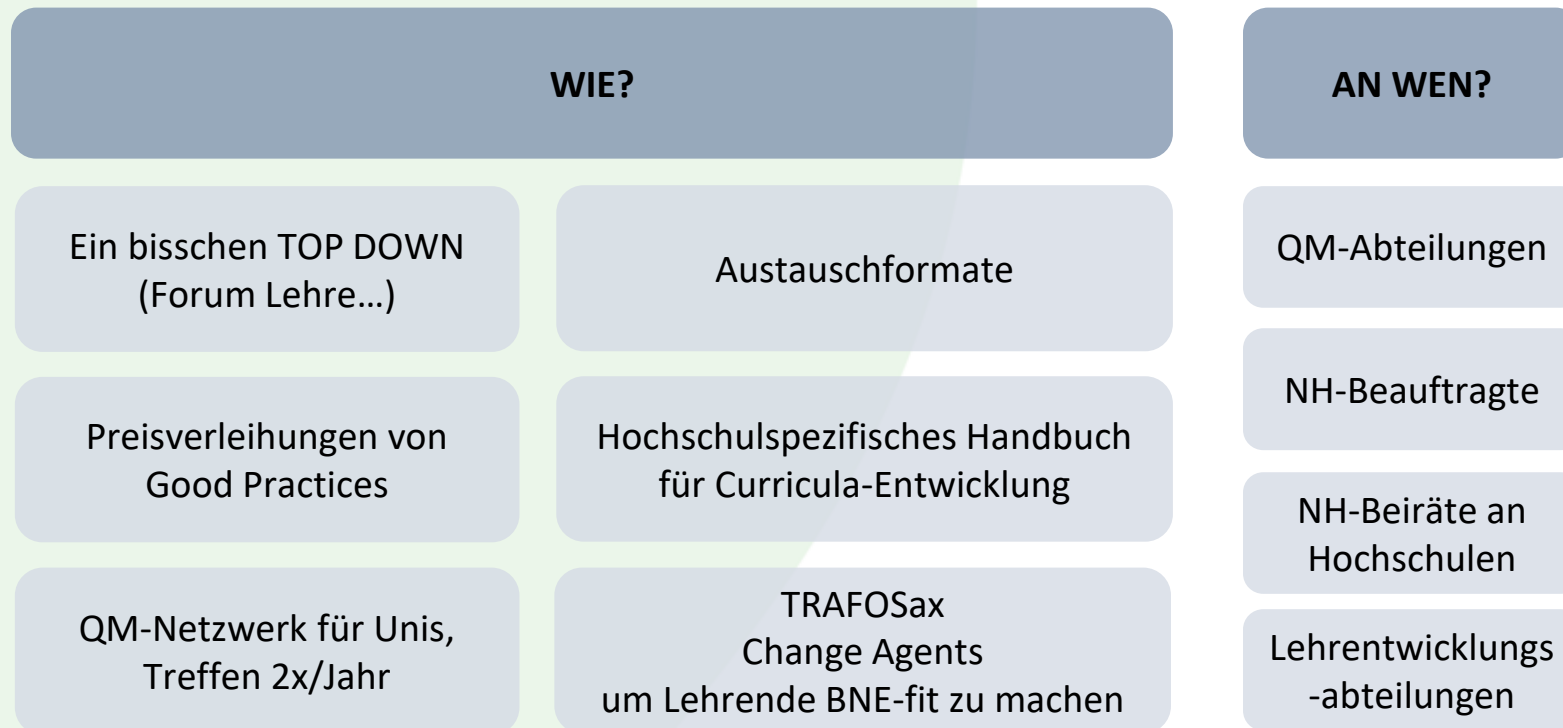 WIE?
AN WEN?
Ein bisschen TOP DOWN
(Forum Lehre…)
Austauschformate
QM-Abteilungen
Preisverleihungen von
Good Practices
Hochschulspezifisches Handbuch
für Curricula-Entwicklung
NH-Beauftragte
NH-Beiräte an
Hochschulen
QM-Netzwerk für Unis,
Treffen 2x/Jahr
TRAFOSax
Change Agents
um Lehrende BNE-fit zu machen
Lehrentwicklungs
-abteilungen